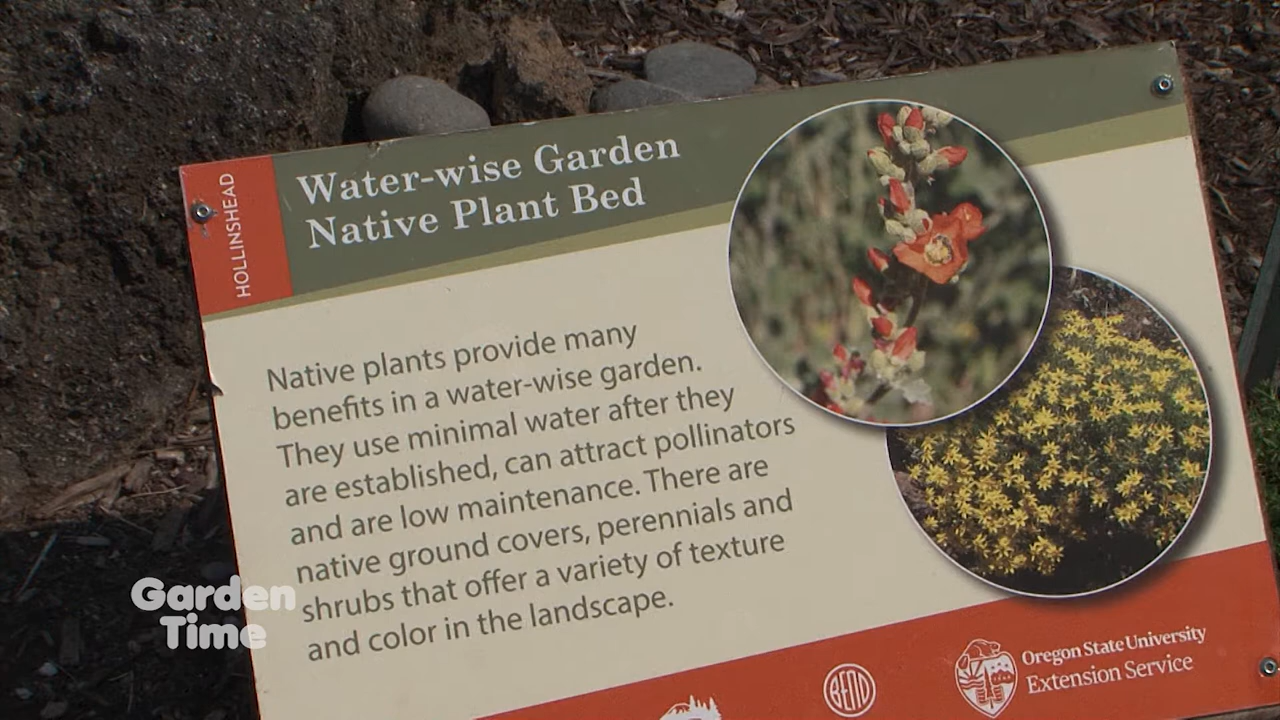 HOLLINSHEAD
Water-wise Garden
Native Plant Bed
Native plants provide many
benefits in a water-wise garden.
They use minimal water after they
are established, can attract pollinators
and are low maintenance. There are
native ground covers, perennials and
shrubs that offer a variety of texture
and color in the landscape.
Garden
Time
BEND
Oregon State University
Extension Service